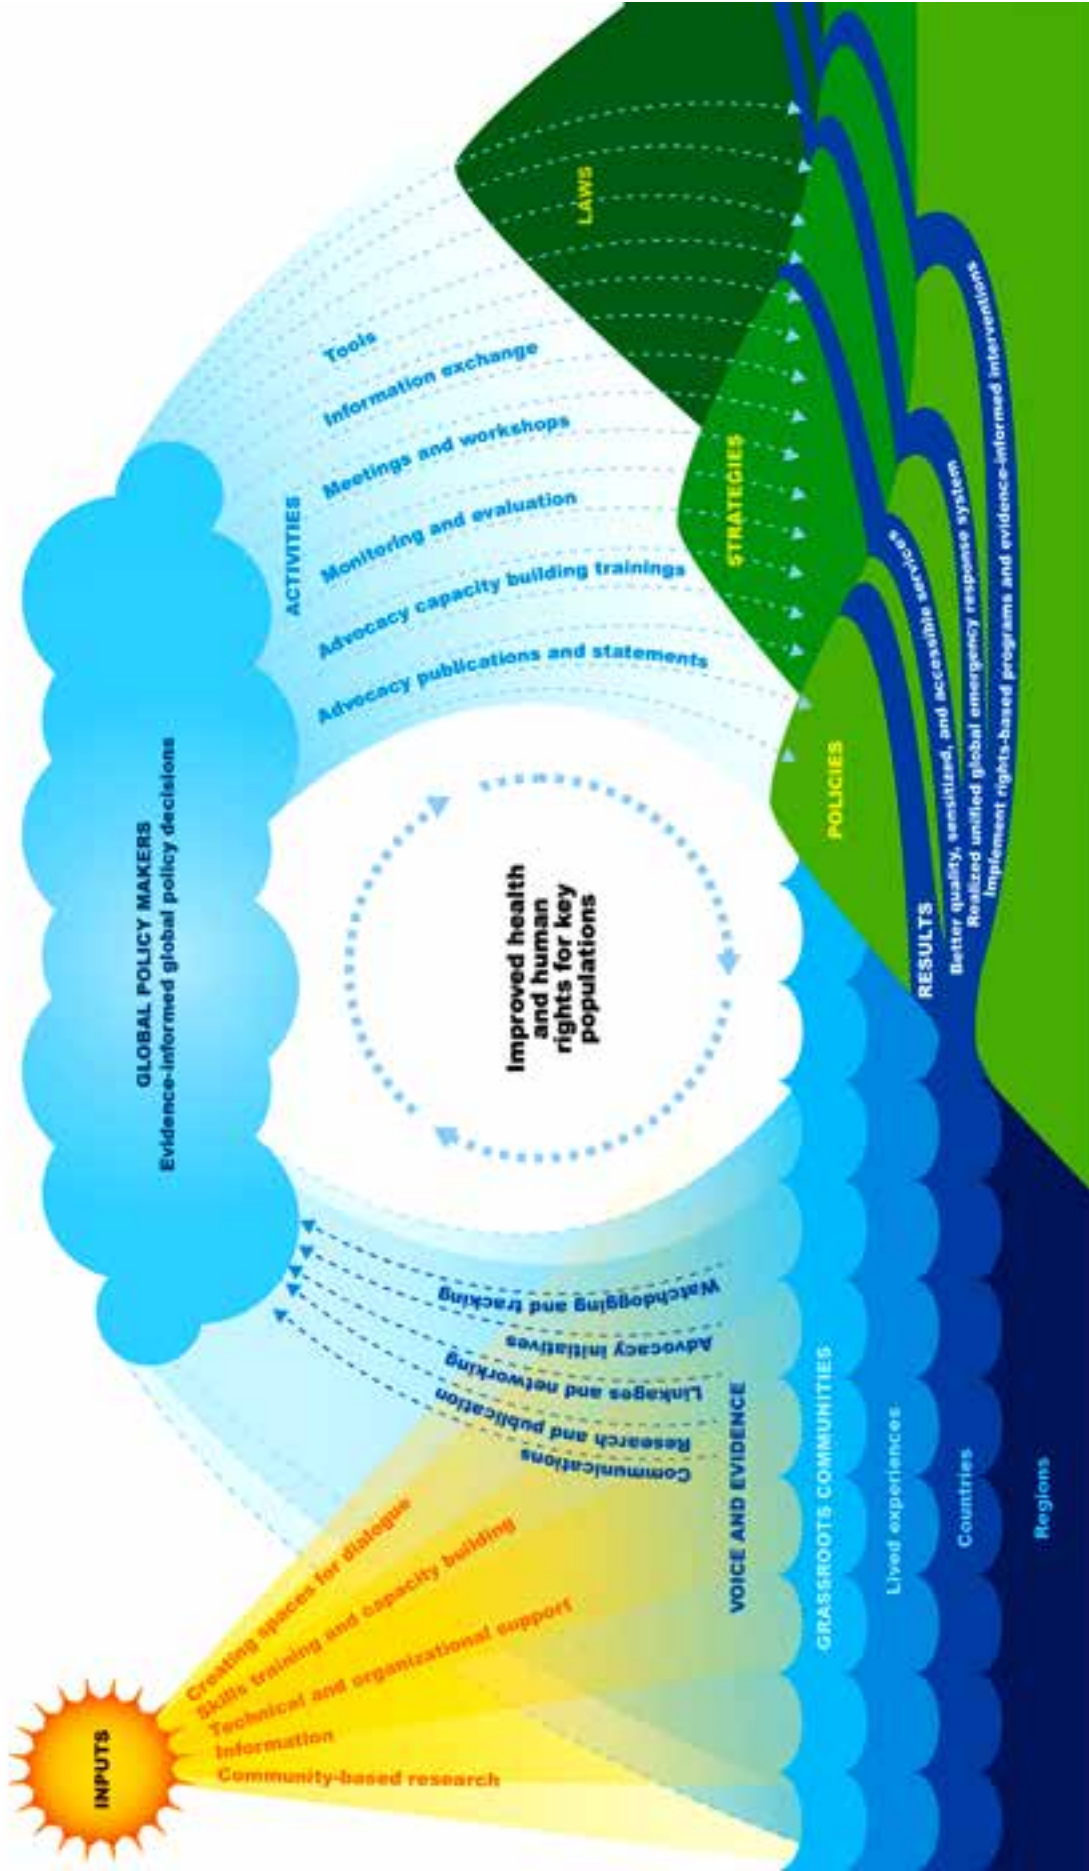 INPUTS
Community-based research
Information
Technical and organizational support
Skills training and capacity building
Creating spaces for dialogue
GLOBAL POLICY MAKERS
Evidence-informed global policy decisions
ACTIVITIES
Advocacy publications and statements
Advocacy capacity building trainings
Monitoring and evaluation
Meetings and workshops
Information exchange
Tools
Communications
Research and publication
Linkages and networking
Advocacy initiatives
Watchdogging and tracking
VOICE AND EVIDENCE
Improved health
and human
rights for key
populations
LAWS
STRATEGIES
POLICIES
GRASSROOTS COMMUNITIES
Lived experiences
Countries
Regions
RESULTS
Better quality, sensitized, and accessible services
Realized unified global emergency response system
Implement rights-based programs and evidence-informed interventions